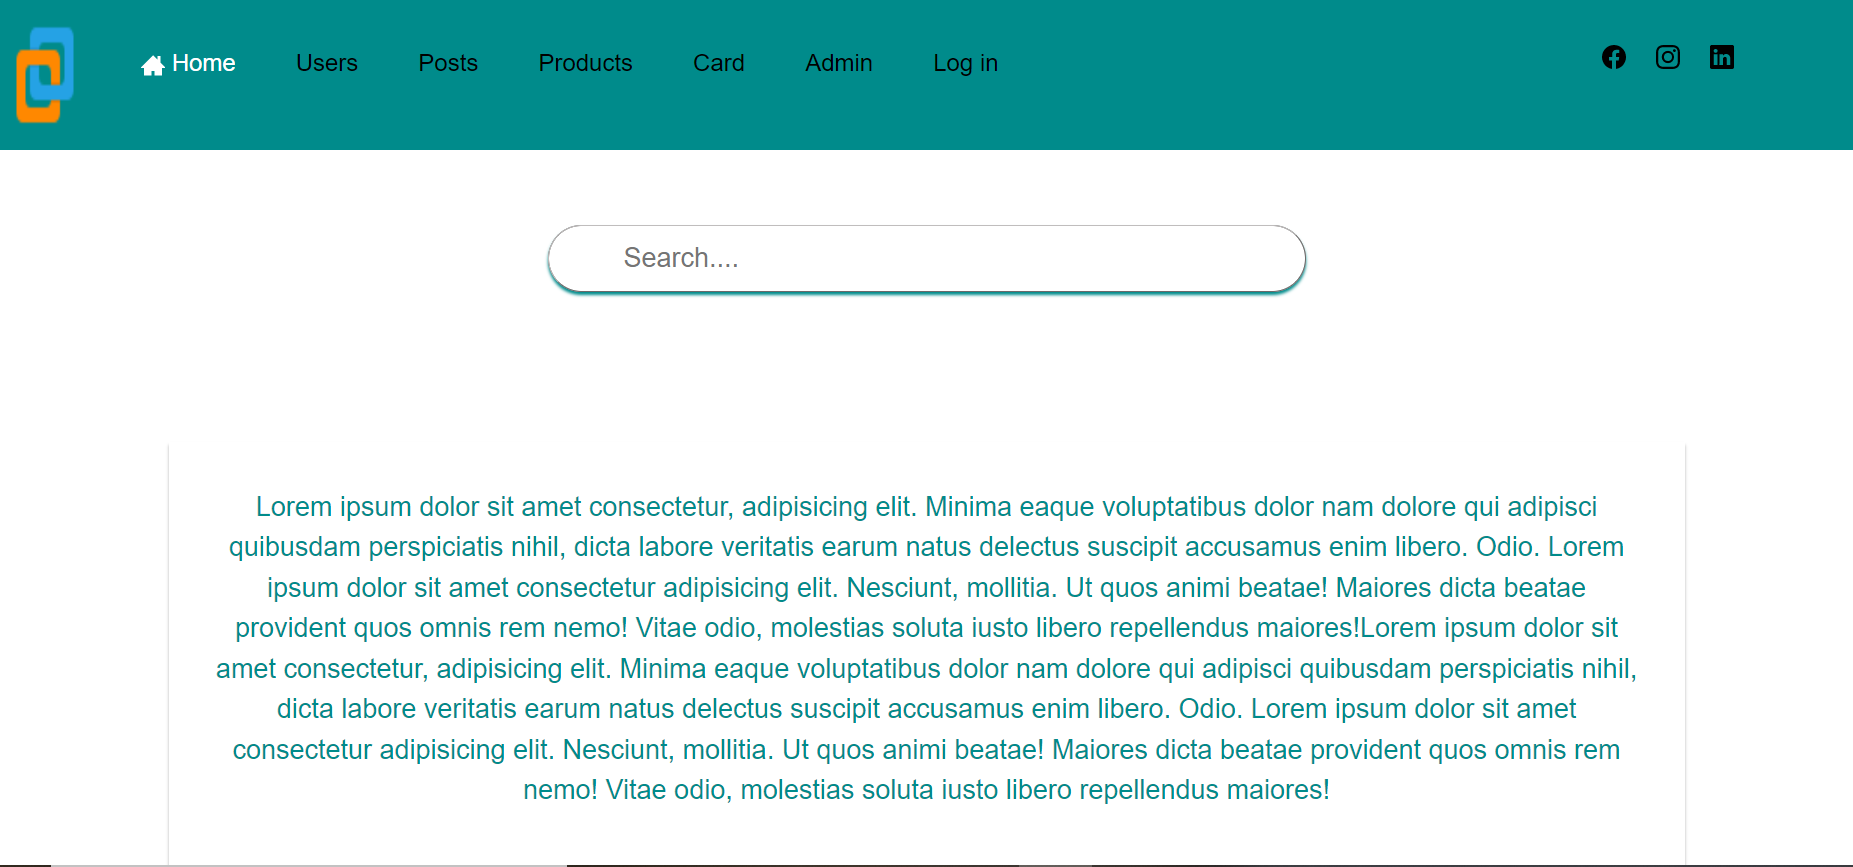 Home Users Posts Products Card Admin Log in
Search....
Lorem ipsum dolor sit amet consectetur, adipisicing elit. Minima eaque voluptatibus dolor nam dolore qui adipisci
quibusdam perspiciatis nihil, dicta labore veritatis earum natus delectus suscipit accusamus enim libero. Odio. Lorem
ipsum dolor sit amet consectetur adipisicing elit. Nesciunt, mollitia. Ut quos animi beatae! Maiores dicta beatae
provident quos omnis rem nemo! Vitae odio, molestias soluta iusto libero repellendus maiores!Lorem ipsum dolor sit
amet consectetur, adipisicing elit. Minima eaque voluptatibus dolor nam dolore qui adipisci quibusdam perspiciatis nihil,
dicta labore veritatis earum natus delectus suscipit accusamus enim libero. Odio. Lorem ipsum dolor sit amet
consectetur adipisicing elit. Nesciunt, mollitia. Ut quos animi beatae! Maiores dicta beatae provident quos omnis rem
nemo! Vitae odio, molestias soluta iusto libero repellendus maiores!